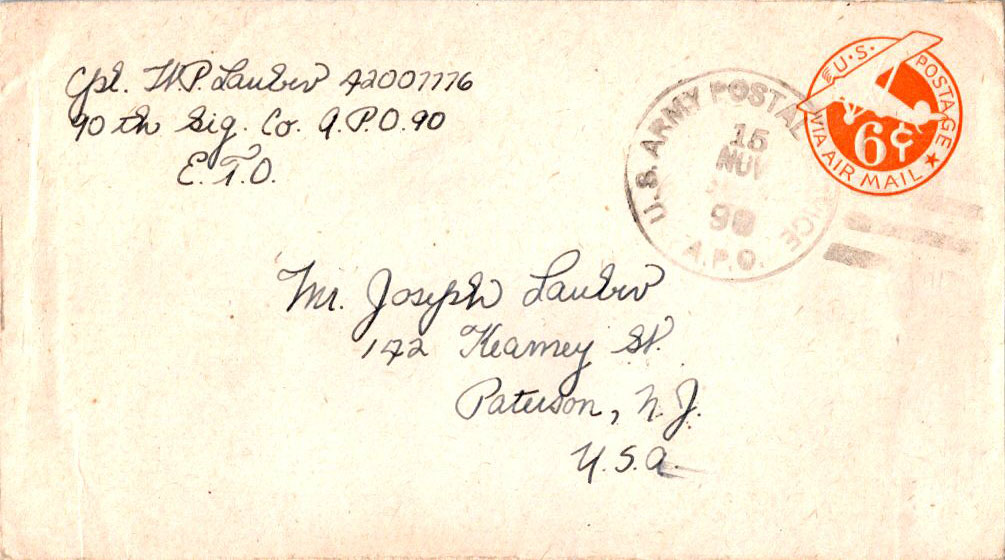 Cpl. W.P. Lauber 42007776
90th Sig. Co. A.P.O. 90
E.T.O.
U.S. POSTAGE
VIA AIR MAIL
6¢
U.S. ARMY POSTAL
15
NOV
90
A.P.O.
Mr. Joseph Lauber
142 Kearney St.
Paterson, N.J.
U.S.A.